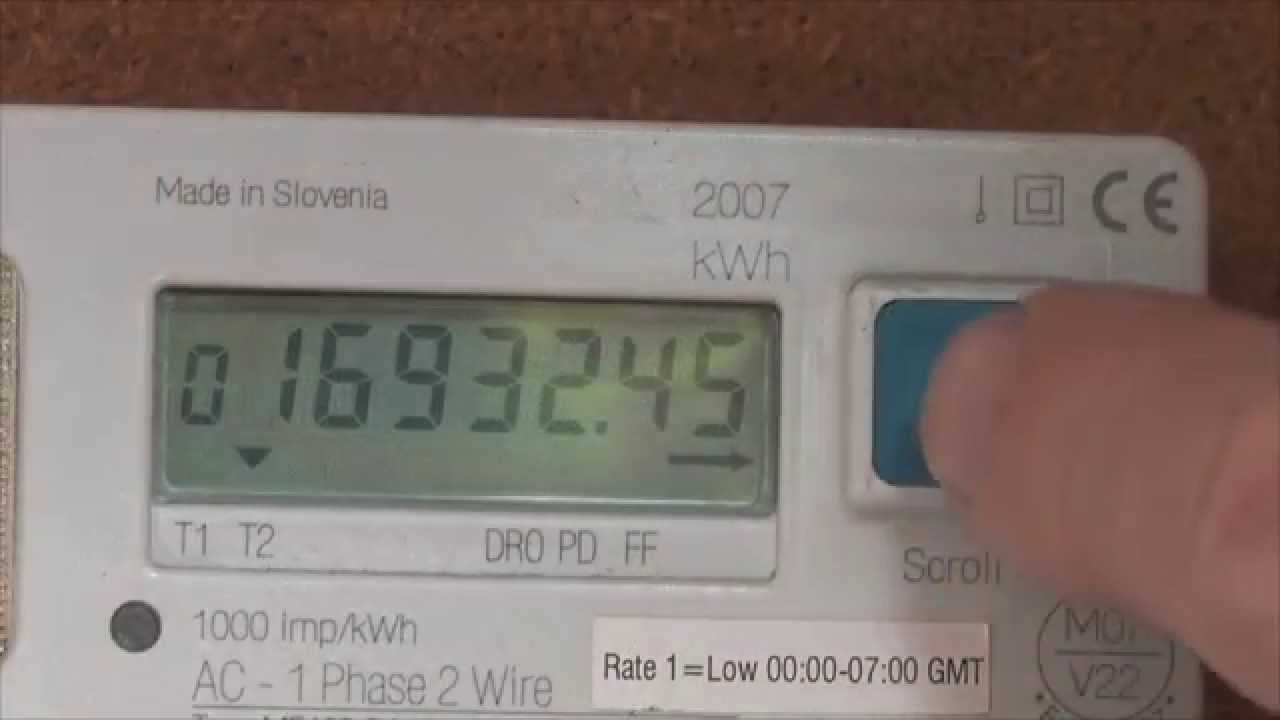 Made in Slovenia
2007
kWh
CE
0 16932.45
T1 T2 DRO PD FF
Scroll
1000 Imp/kWh
AC - 1 Phase 2 Wire
Rate 1=Low 00:00-07:00 GMT
V22